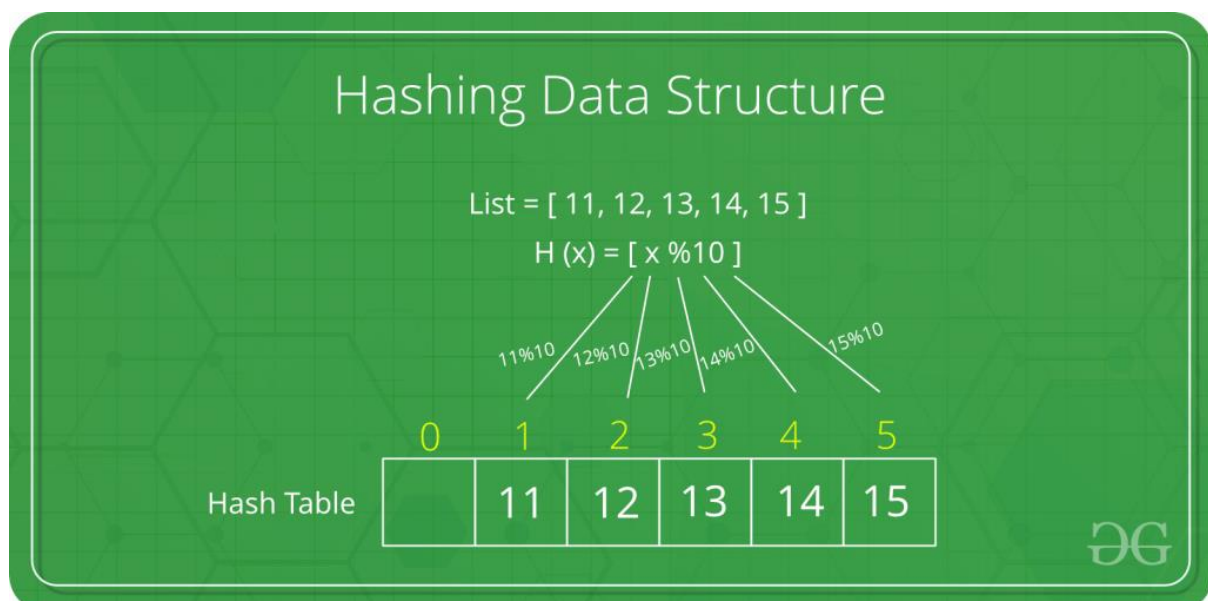 Hashing Data Structure
List = [ 11, 12, 13, 14, 15 ]
H (x) = [ x %10 ]
11%10 12%10 13%10 14%10 15%10
0 1 2 3 4 5
Hash Table 11 12 13 14 15
GG